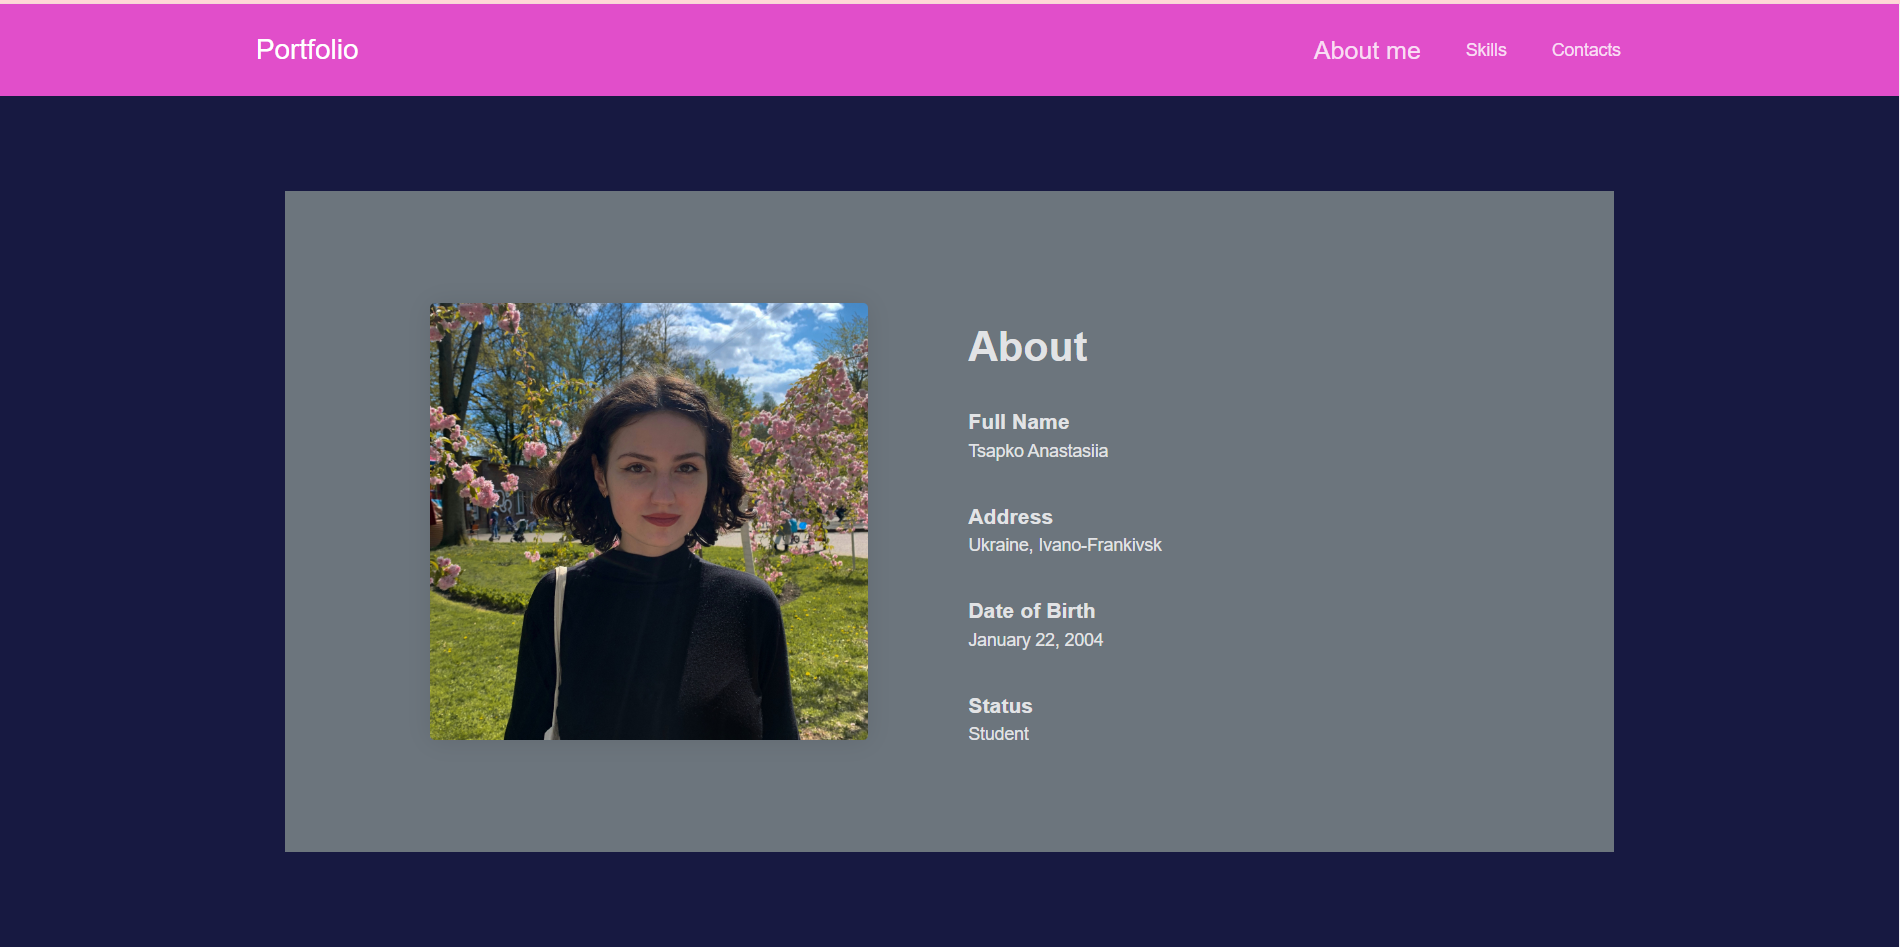 Portfolio
About me
Skills
Contacts
About
Full Name
Tsapko Anastasiia
Address
Ukraine, Ivano-Frankivsk
Date of Birth
January 22, 2004
Status
Student